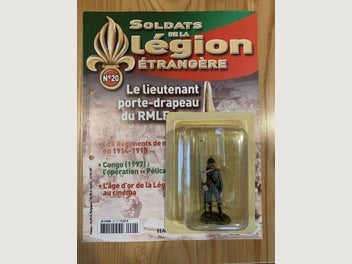 SOLDATS
DE LA
Légion
ÉTRANGÈRE
N°20
Le lieutenant
porte-drapeau
du RMLE
Les Régiments de
en 1914-1915
• Congo (1997) :
l'opération « Pélica
L'âge d'or de la Lég
au cinéma